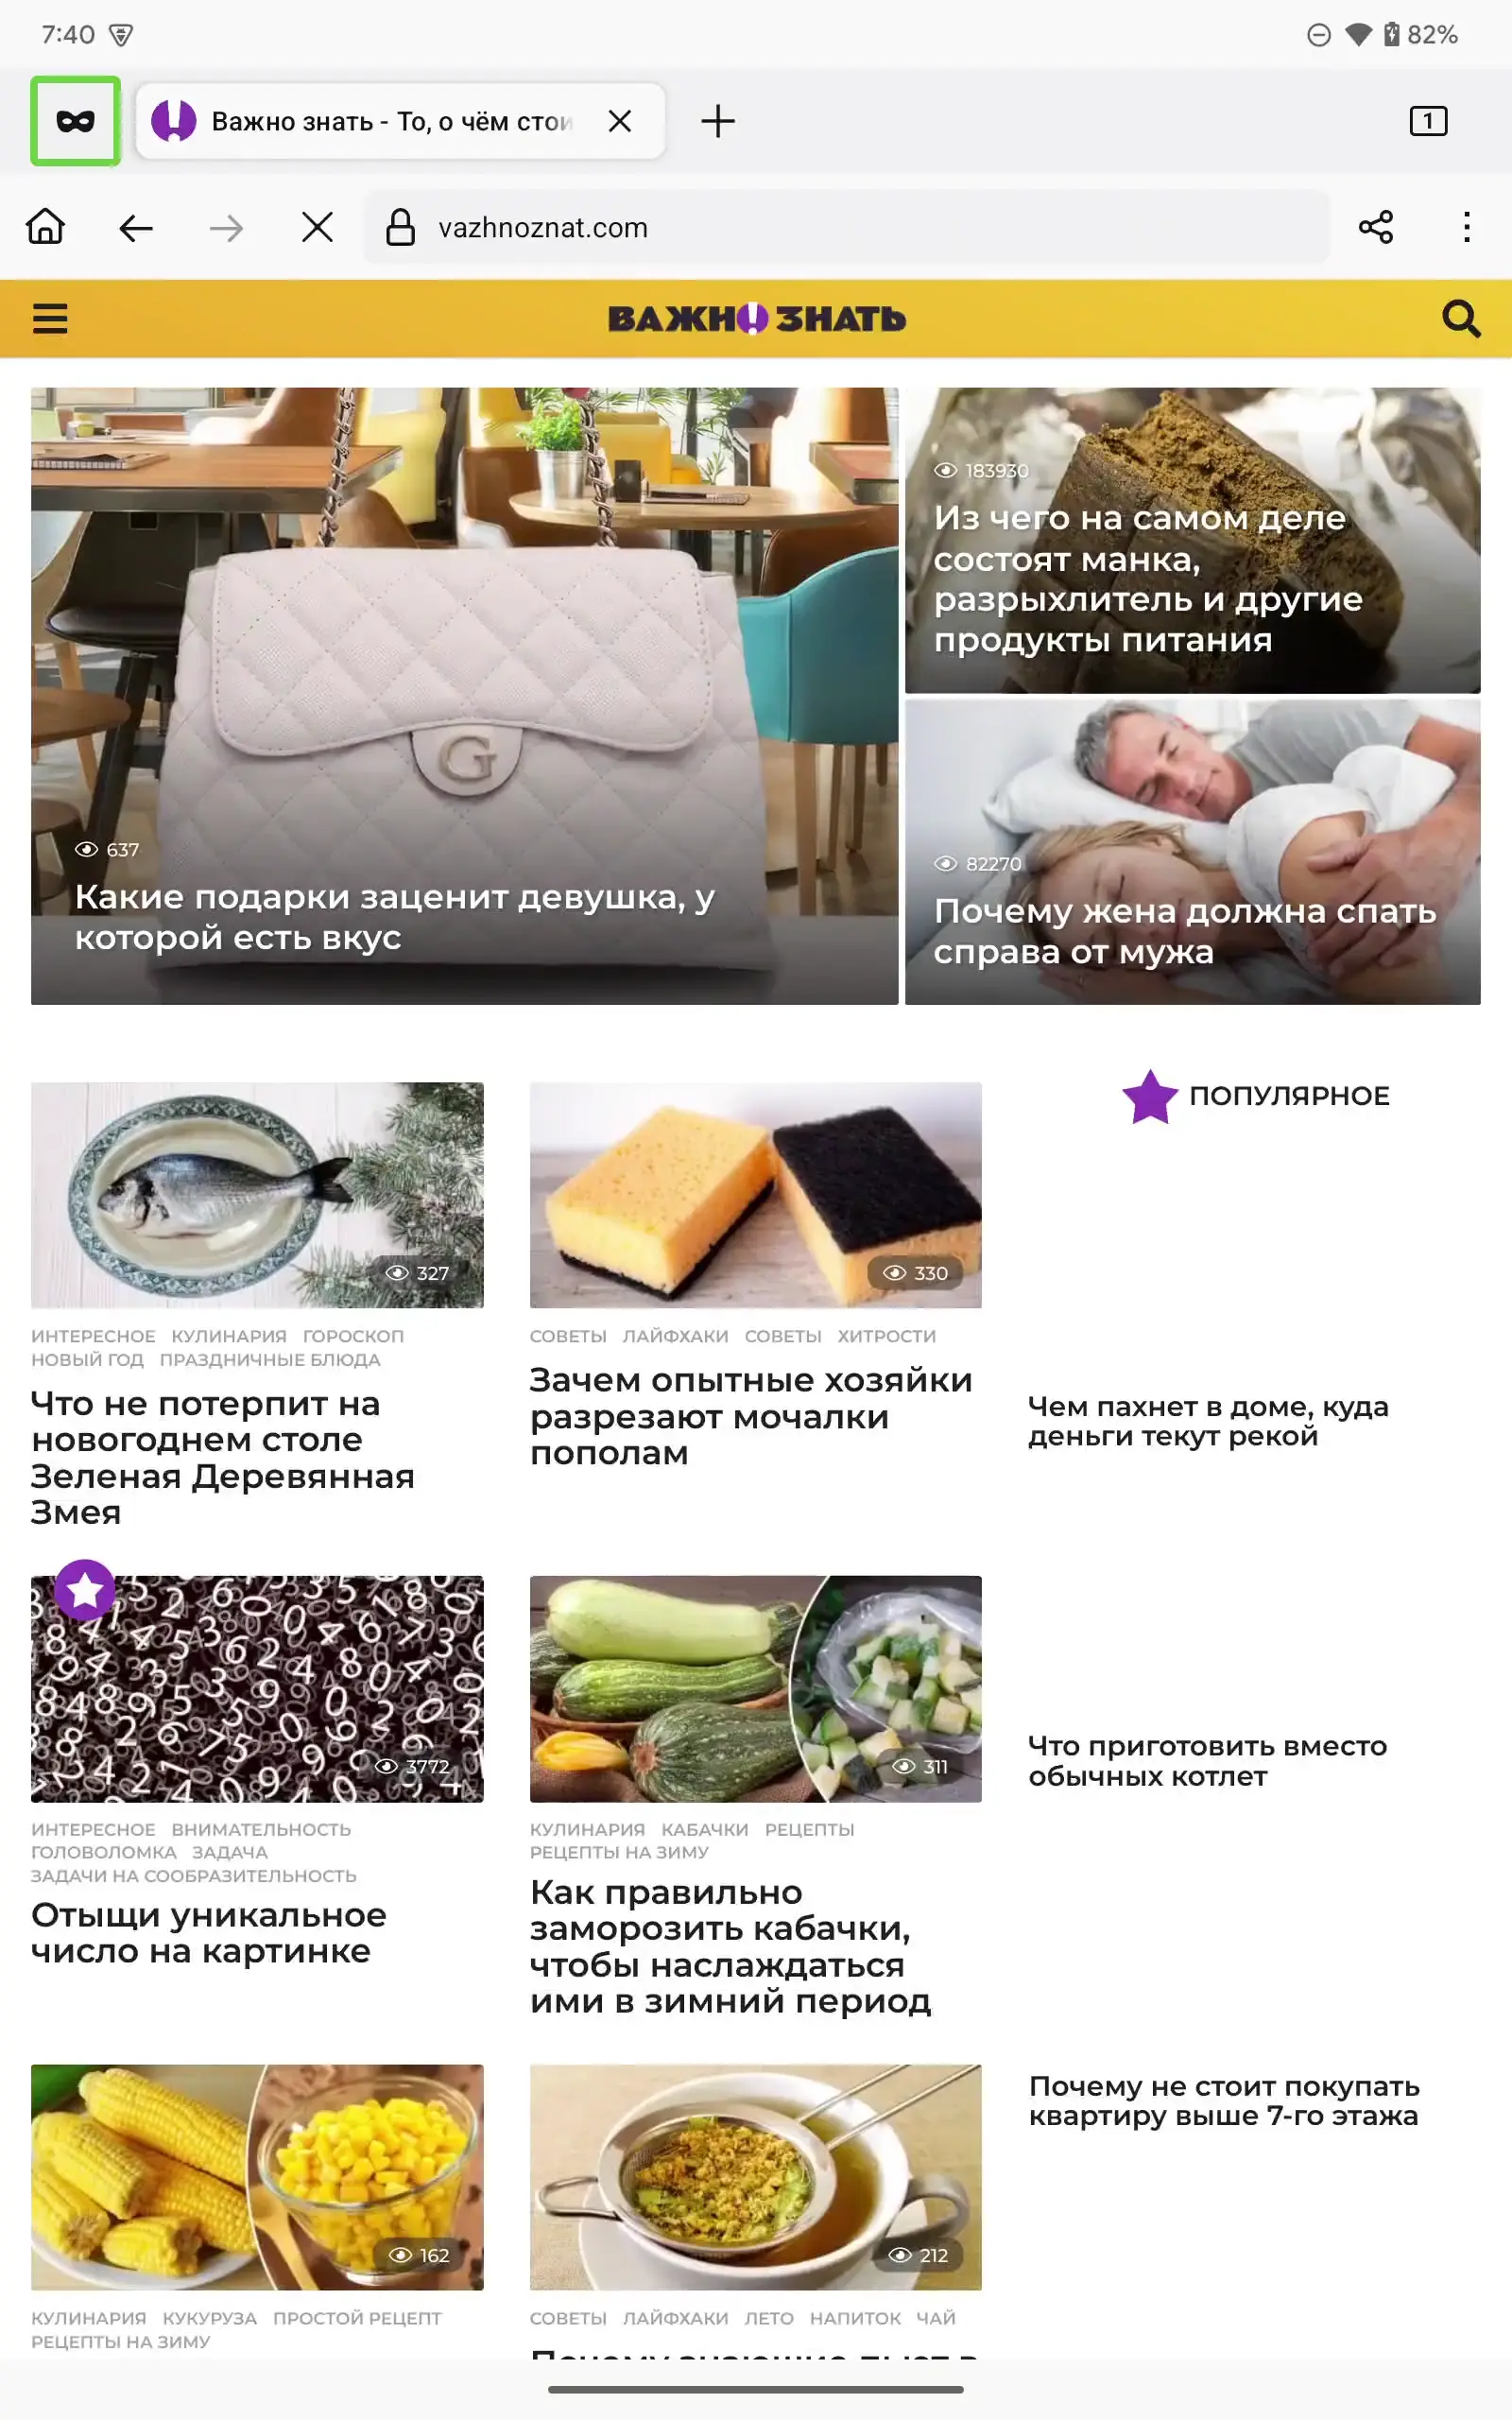 7:40
82%
Важно знать - То, о чём стои
1
vazhnoznat.com
ВАЖНО ЗНАТЬ
637
Какие подарки заценит девушка, у
которой есть вкус
G
183930
Из чего на самом деле
состоят манка,
разрыхлитель и другие
продукты питания
82270
Почему жена должна спать
справа от мужа
327
ИНТЕРЕСНОЕ КУЛИНАРИЯ ГОРОСКОП
НОВЫЙ ГОД ПРАЗДНИЧНЫЕ БЛЮДА
Что не потерпит на
новогоднем столе
Зеленая Деревянная
Змея
330
СОВЕТЫ ЛАЙФХАКИ СОВЕТЫ ХИТРОСТИ
Зачем опытные хозяйки
разрезают мочалки
пополам
ПОПУЛЯРНОЕ
Чем пахнет в доме, куда
деньги текут рекой
3772
ИНТЕРЕСНОЕ ВНИМАТЕЛЬНОСТЬ
ГОЛОВОЛОМКА ЗАДАЧА
ЗАДАЧИ НА СООБРАЗИТЕЛЬНОСТЬ
Отыщи уникальное
число на картинке
311
КУЛИНАРИЯ КАБАЧКИ РЕЦЕПТЫ
РЕЦЕПТЫ НА ЗИМУ
Как правильно
заморозить кабачки,
чтобы наслаждаться
ими в зимний период
Что приготовить вместо
обычных котлет
162
КУЛИНАРИЯ КУКУРУЗА ПРОСТОЙ РЕЦЕПТ
РЕЦЕПТЫ НА ЗИМУ
212
СОВЕТЫ ЛАЙФХАКИ ЛЕТО НАПИТОК ЧАЙ
Почему не стоит покупать
квартиру выше 7-го этажа